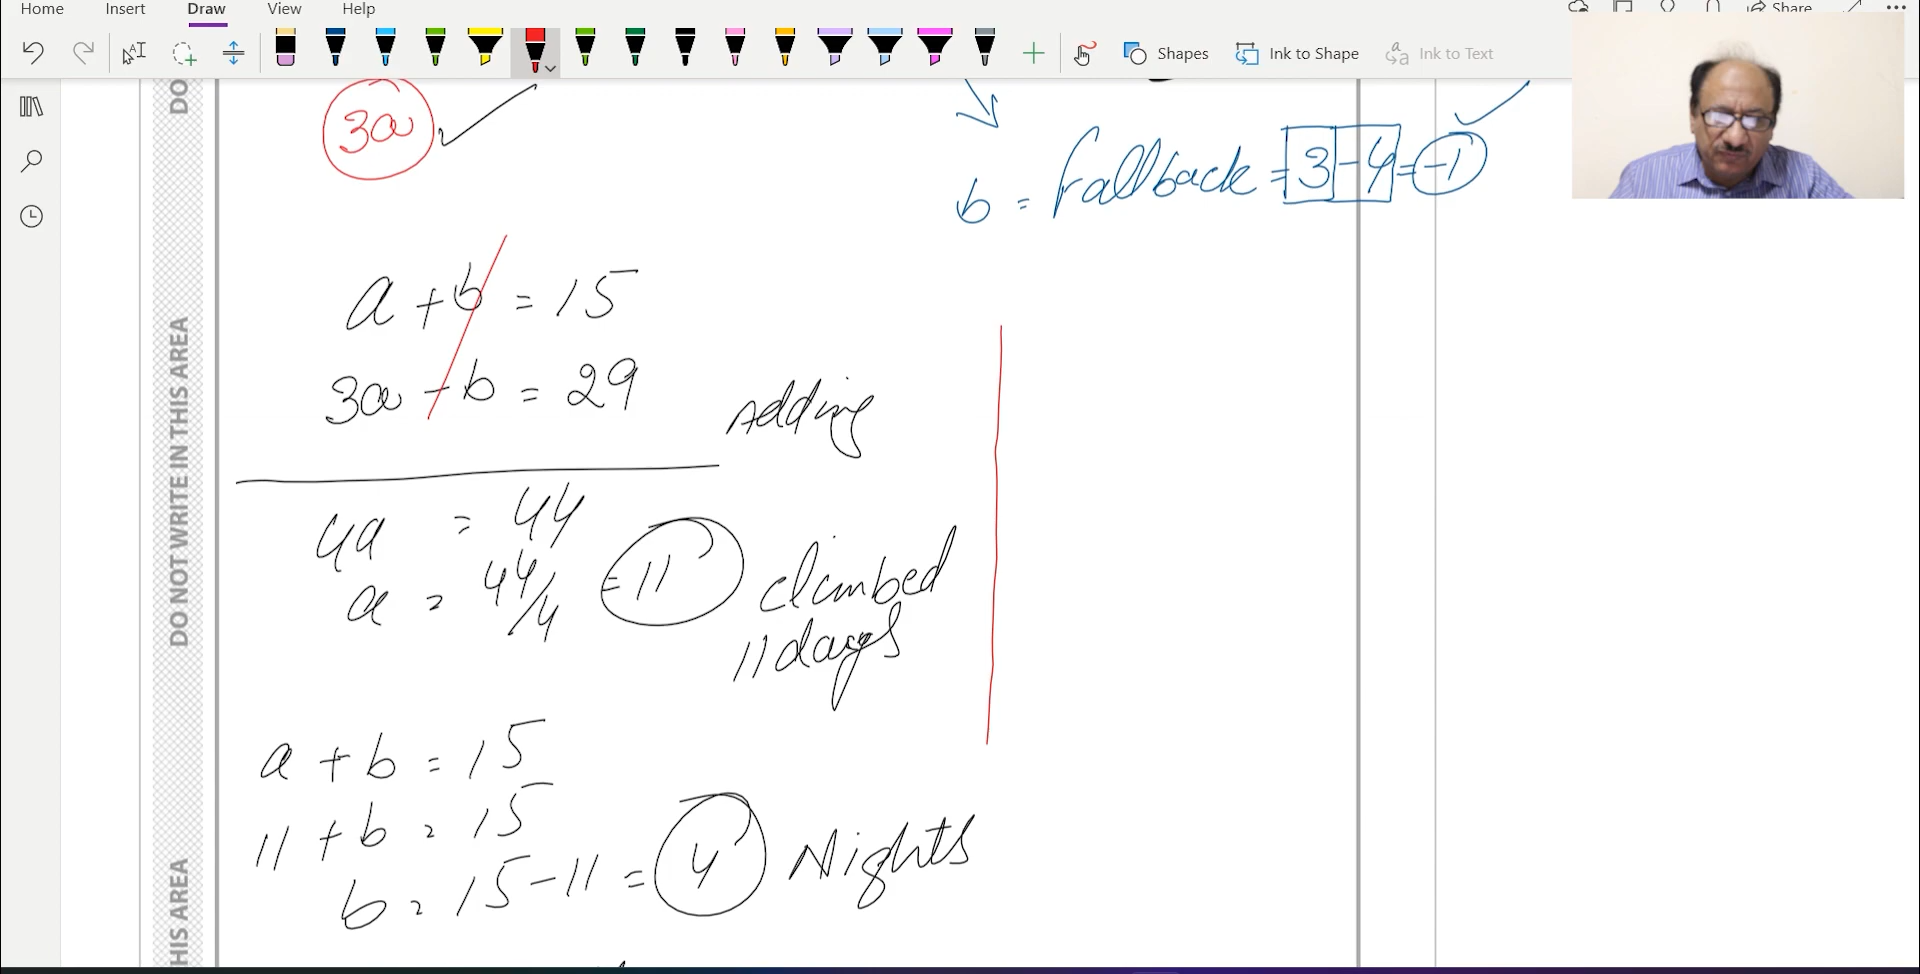 Home Insert Draw View Help
Share
Shapes Ink to Shape Ink to Text
DO
3a
b = fallback = 3 - 4 = -1
a + b = 15
3a - b = 29
Adding
4a = 44
a = 44/4 = 11 climbed
11 days
a + b = 15
11 + b = 15
b = 15 - 11 = 4 Nights
DO NOT WRITE IN THIS AREA
HIS AREA